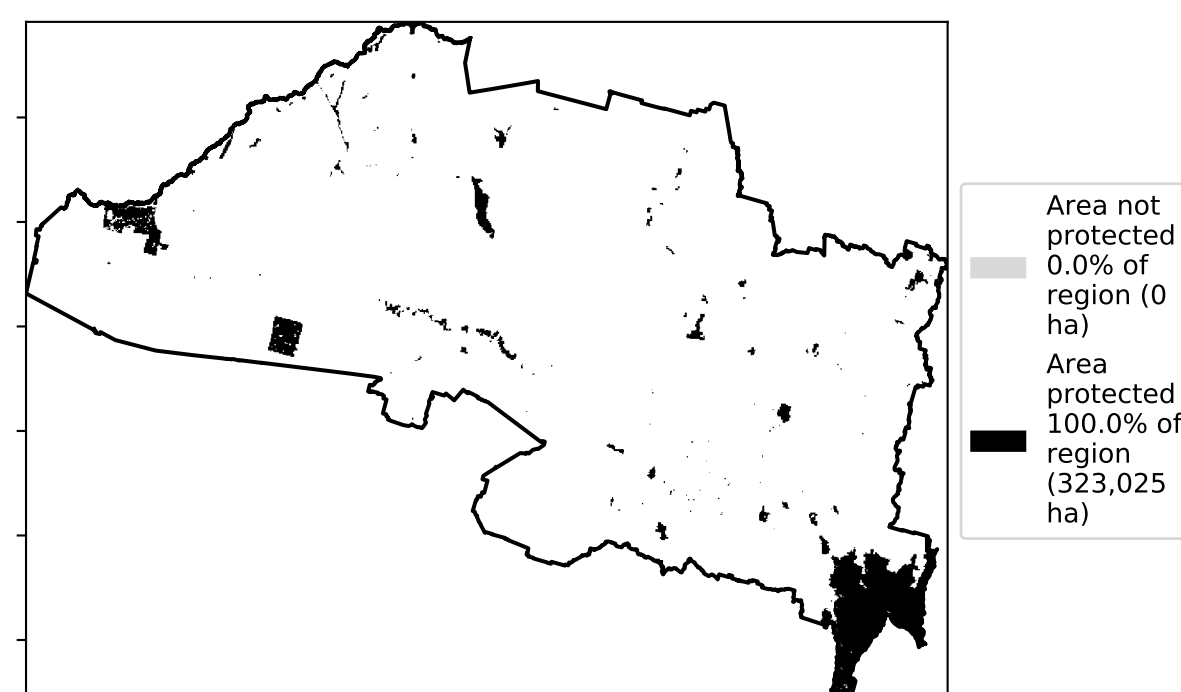 Area not
protected
0.0% of
region (0
ha)
Area
protected
100.0% of
region
(323,025
ha)